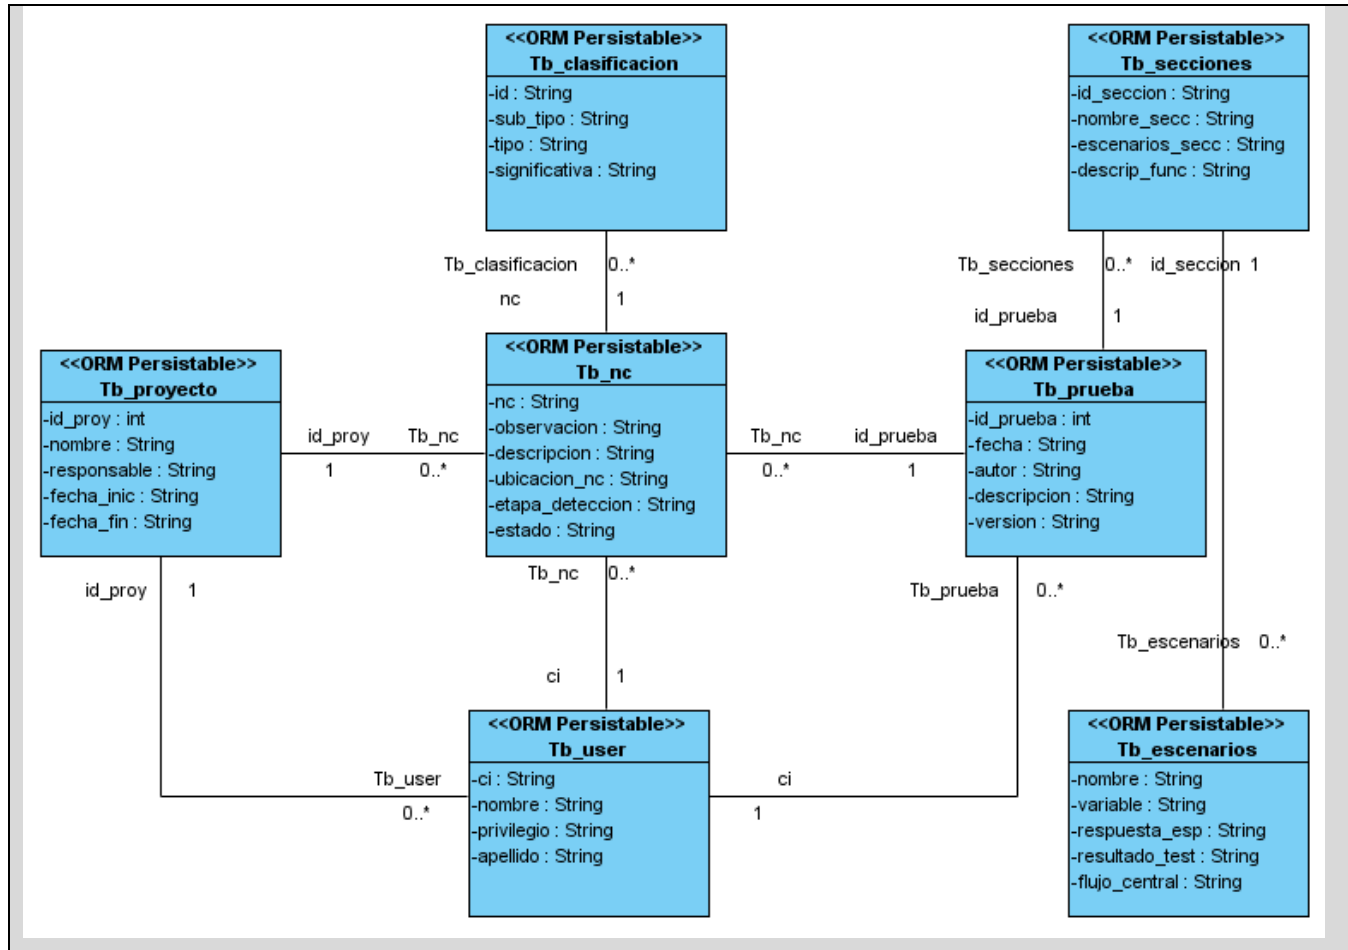 <<ORM Persistable>>
Tb_clasificacion
-id : String
-sub_tipo : String
-tipo : String
-significativa : String
<<ORM Persistable>>
Tb_secciones
-id_seccion : String
-nombre_secc : String
-escenarios_secc : String
-descrip_func : String
Tb_clasificacion 0..*
nc 1
Tb_secciones 0..*
id_seccion 1
id_prueba 1
<<ORM Persistable>>
Tb_proyecto
-id_proy : int
-nombre : String
-responsable : String
-fecha_inic : String
-fecha_fin : String
id_proy Tb_nc
1 0..*
<<ORM Persistable>>
Tb_nc
-nc : String
-observacion : String
-descripcion : String
-ubicacion_nc : String
-etapa_deteccion : String
-estado : String
Tb_nc id_prueba
0..* 1
<<ORM Persistable>>
Tb_prueba
-id_prueba : int
-fecha : String
-autor : String
-descripcion : String
-version : String
id_proy 1
Tb_nc 0..*
Tb_prueba 0..*
Tb_escenarios 0..*
ci 1
Tb_user
0..*
<<ORM Persistable>>
Tb_user
-ci : String
-nombre : String
-privilegio : String
-apellido : String
ci
1
<<ORM Persistable>>
Tb_escenarios
-nombre : String
-variable : String
-respuesta_esp : String
-resultado_test : String
-flujo_central : String